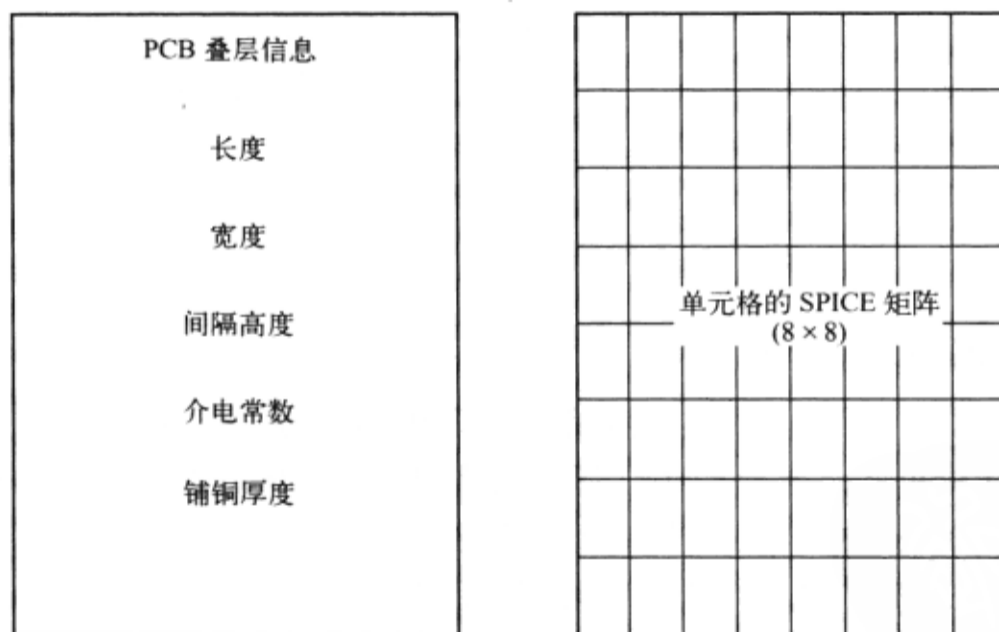 PCB 叠层信息
长度
宽度
间隔高度
介电常数
铺铜厚度
单元格的 SPICE 矩阵
(8 × 8)